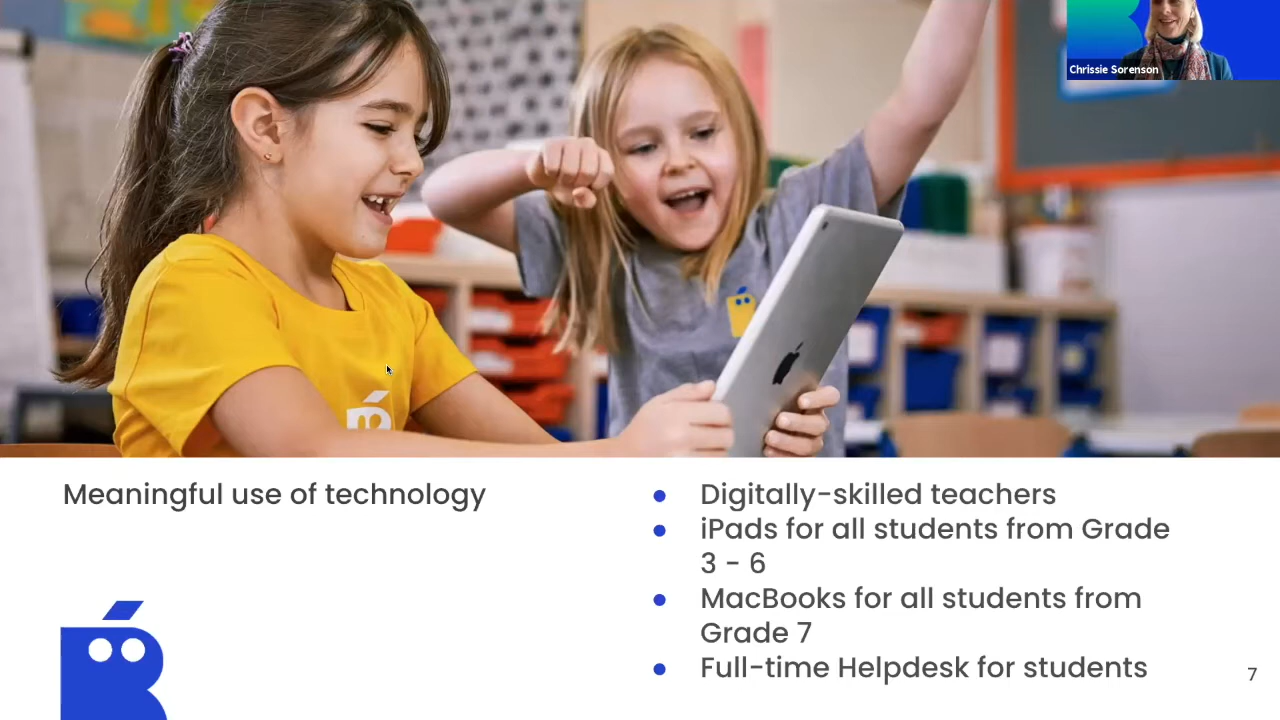 Chrissie Sorenson
Meaningful use of technology
● Digitally-skilled teachers
● iPads for all students from Grade
3 - 6
● MacBooks for all students from
Grade 7
● Full-time Helpdesk for students
7